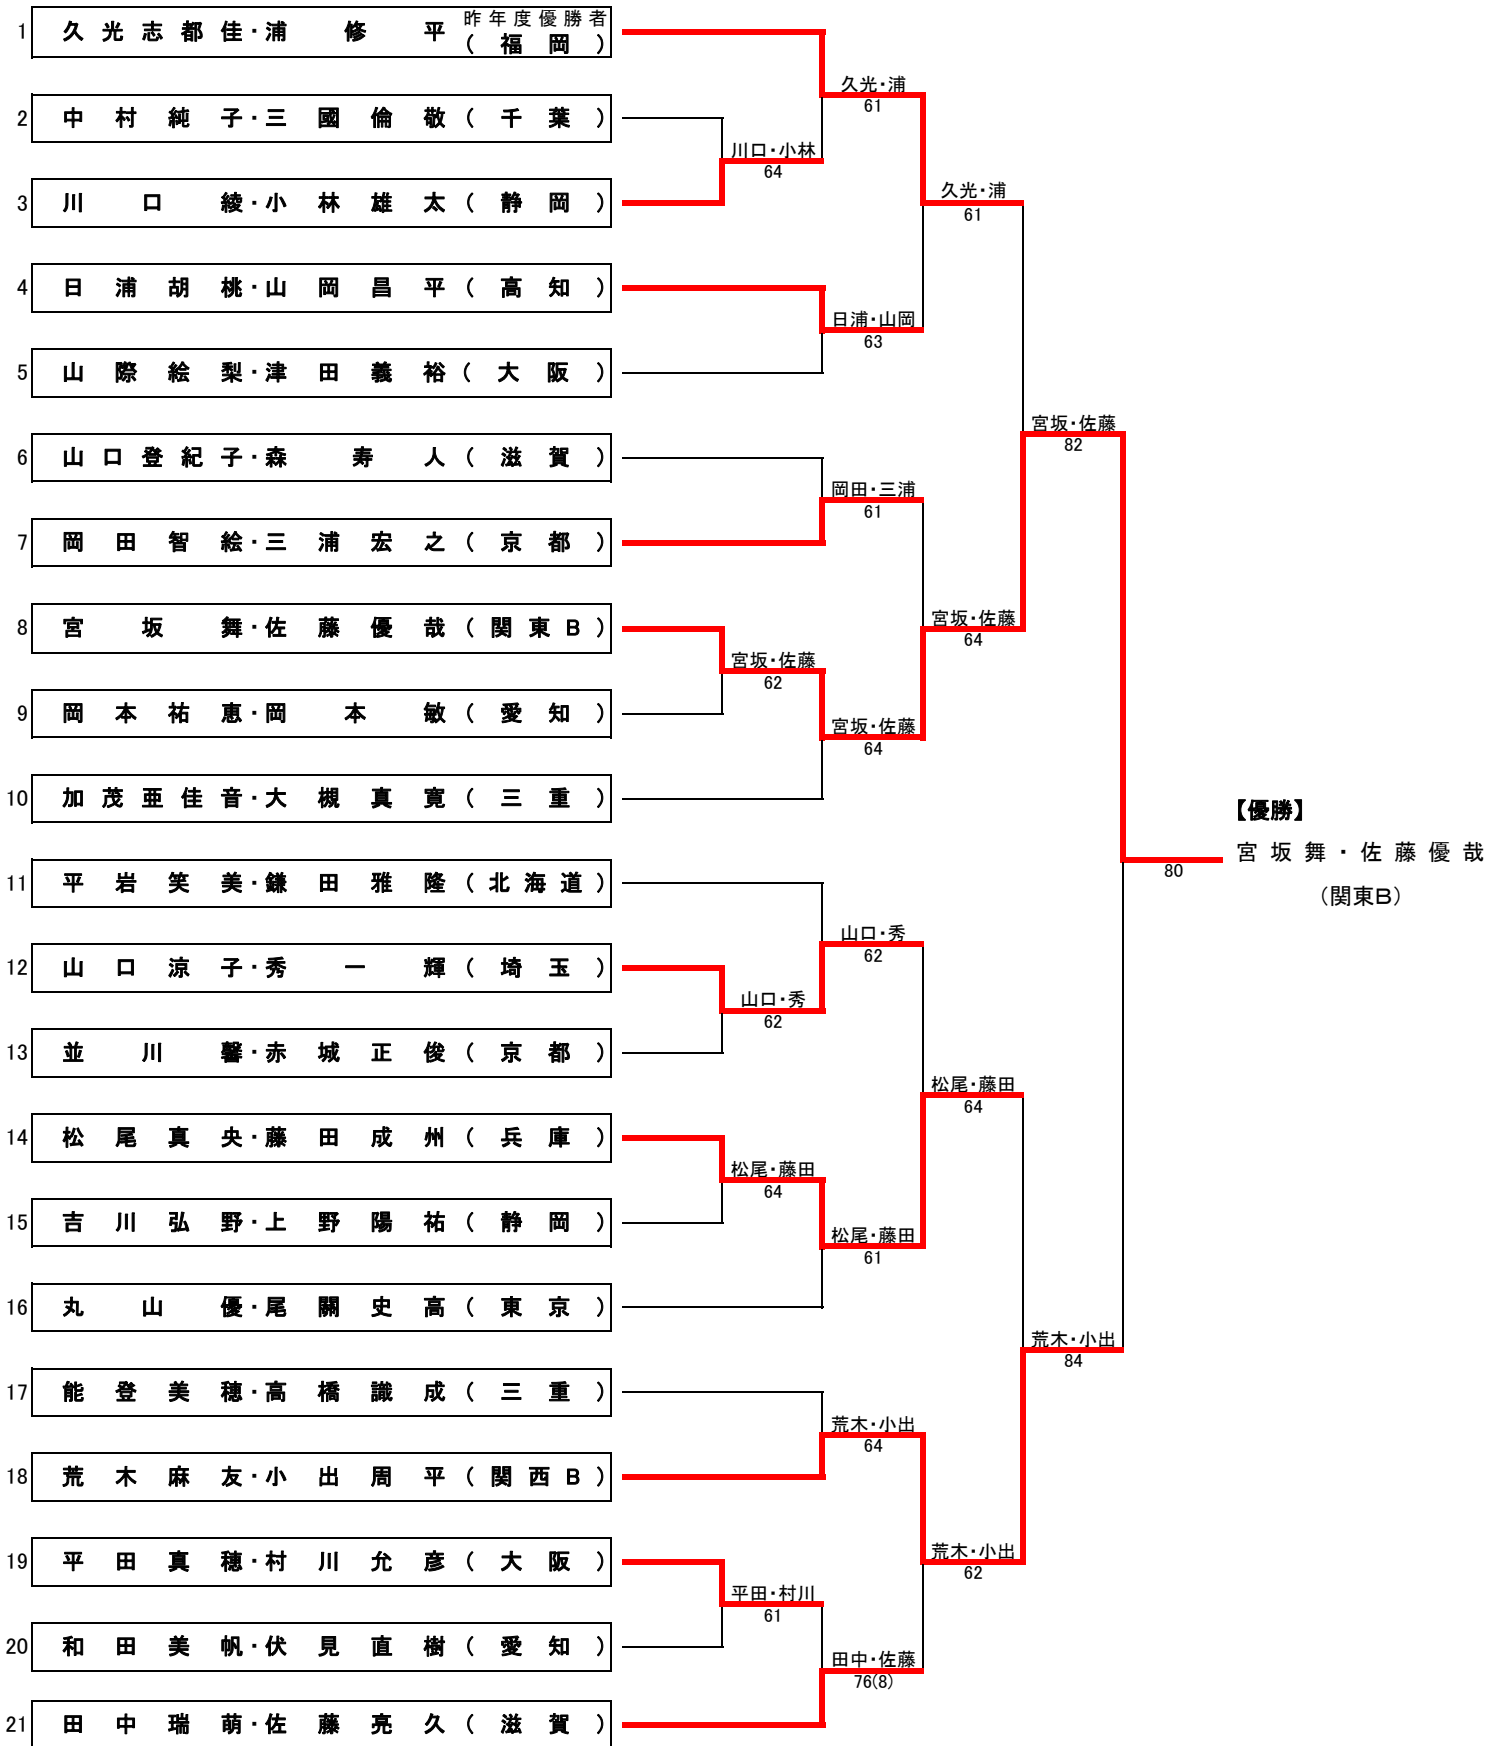 1 久光志都佳・浦修平 昨年度優勝者（福岡）
久光・浦
61
2 中村純子・三國倫敬（千葉）
川口・小林
64
3 川口綾・小林雄太（静岡）
久光・浦
61
4 日浦胡桃・山岡昌平（高知）
日浦・山岡
63
5 山際絵梨・津田義裕（大阪）
宮坂・佐藤
82
6 山口登紀子・森寿人（滋賀）
岡田・三浦
61
7 岡田智絵・三浦宏之（京都）
8 宮坂舞・佐藤優哉（関東B）
宮坂・佐藤
64
宮坂・佐藤
62
9 岡本祐恵・岡本敏（愛知）
宮坂・佐藤
64
10 加茂亜佳音・大槻真寛（三重）
【優勝】
宮坂舞・佐藤優哉
80
（関東B）
11 平岩笑美・鎌田雅隆（北海道）
山口・秀
62
12 山口涼子・秀一輝（埼玉）
山口・秀
62
13 並川馨・赤城正俊（京都）
松尾・藤田
64
14 松尾真央・藤田成州（兵庫）
松尾・藤田
64
15 吉川弘野・上野陽祐（静岡）
松尾・藤田
61
16 丸山優・尾關史高（東京）
荒木・小出
84
17 能登美穂・高橋識成（三重）
荒木・小出
64
18 荒木麻友・小出周平（関西B）
19 平田真穂・村川允彦（大阪）
荒木・小出
62
平田・村川
61
20 和田美帆・伏見直樹（愛知）
田中・佐藤
76(8)
21 田中瑞萌・佐藤亮久（滋賀）